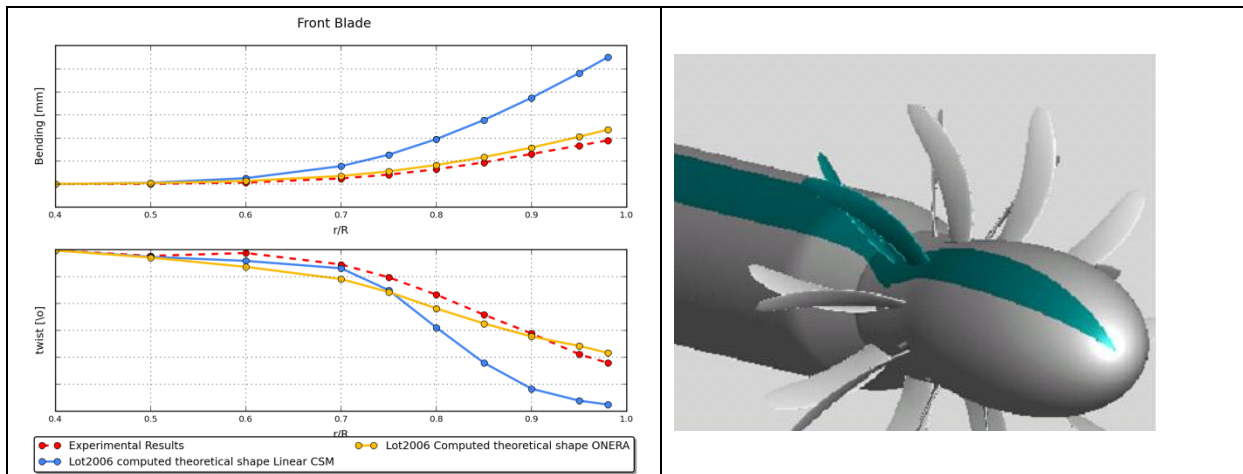 Front Blade
Bending [mm]
0.4 0.5 0.6 0.7 0.8 0.9 1.0
r/R
twist [\o]
0.4 0.5 0.6 0.7 0.8 0.9 1.0
r/R
Experimental Results
Lot2006 Computed theoretical shape ONERA
Lot2006 computed theoretical shape Linear CSM